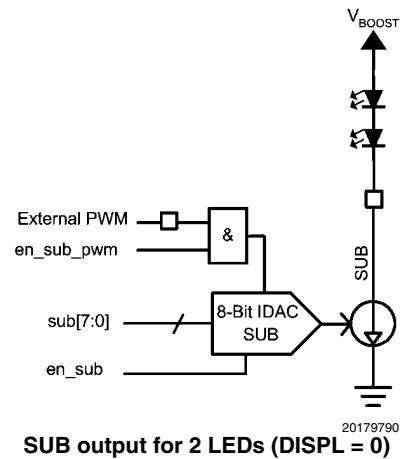 VBOOST
External PWM
&
en_sub_pwm
SUB
8-Bit IDAC
SUB
sub[7:0]
en_sub
20179790
SUB output for 2 LEDs (DISPL = 0)